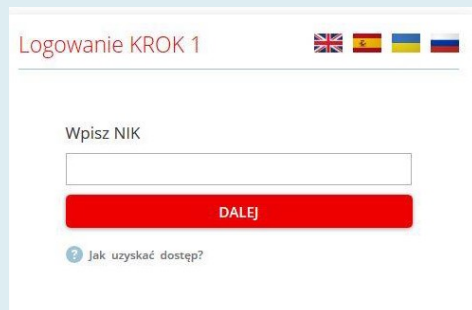 Logowanie KROK 1
Wpisz NIK
DALEJ
? Jak uzyskać dostęp?